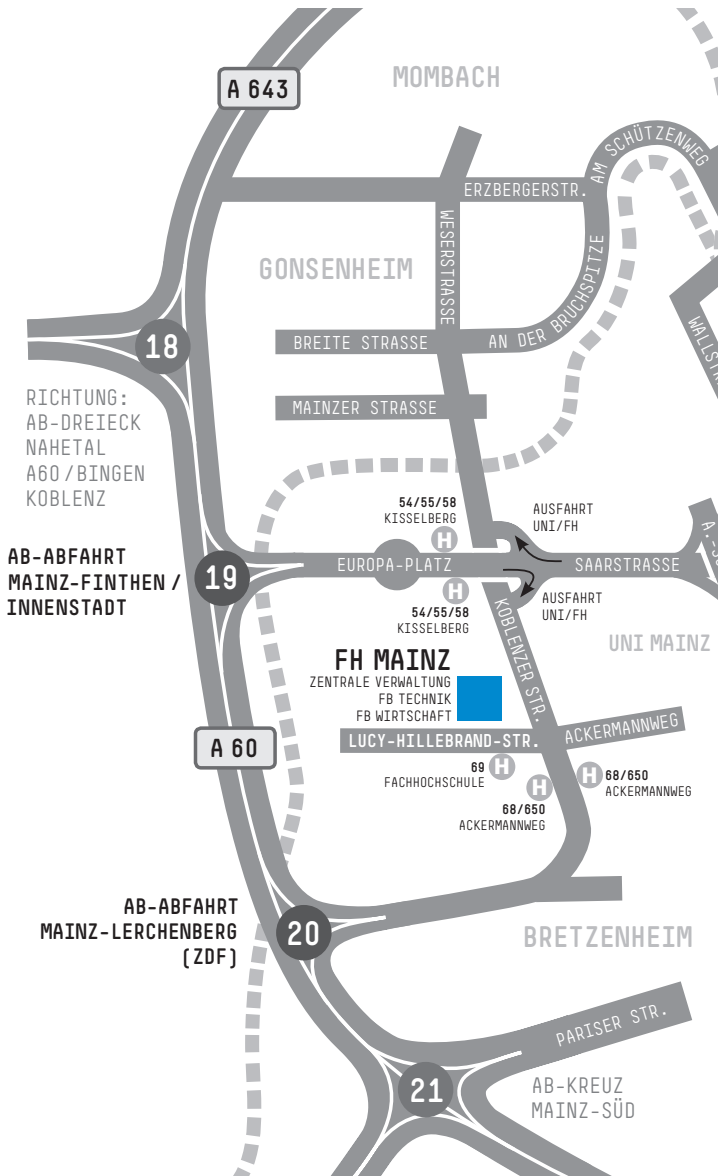 MOMBACH
A 643
AM SCHÜTZENWEG
ERZBERGERSTR.
WESERSTRASSE
GONSENHEIM
AN DER BRUCHSPITZE
BREITE STRASSE
18
RICHTUNG:
AB-DREIECK
NAHETAL
A60/BINGEN
KOBLENZ
MAINZER STRASSE
54/55/58
KISSELBERG
H
AUSFAHRT
UNI/FH
AB-ABFAHRT
MAINZ-FINTHEN /
INNENSTADT
19
EUROPA-PLATZ
SAARSTRASSE
H
54/55/58
KISSELBERG
AUSFAHRT
UNI/FH
KOBLENZER STR.
UNI MAINZ
FH MAINZ
ZENTRALE VERWALTUNG
FB TECHNIK
FB WIRTSCHAFT
A 60
LUCY-HILLEBRAND-STR.
ACKERMANNWEG
69
FACHHOCHSCHULE
H
H
68/650
ACKERMANNWEG
H
68/650
ACKERMANNWEG
AB-ABFAHRT
MAINZ-LERCHENBERG
(ZDF)
20
BRETZENHEIM
PARISER STR.
21
AB-KREUZ
MAINZ-SÜD